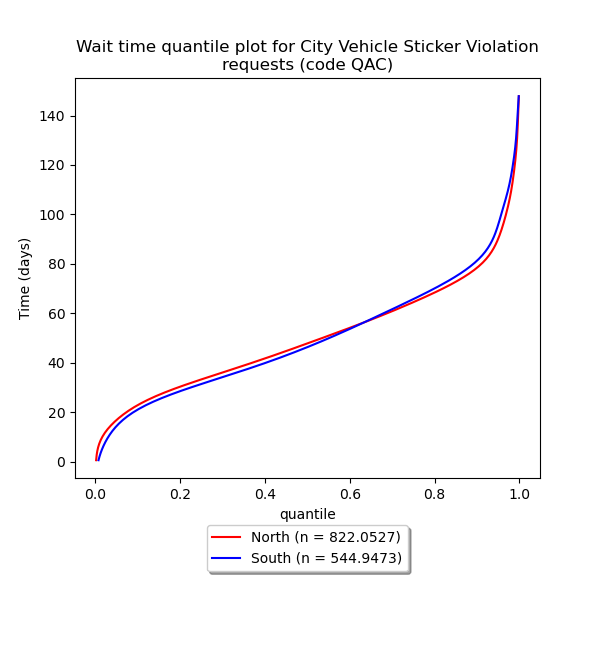 Wait time quantile plot for City Vehicle Sticker Violation
requests (code QAC)
Time (days)
140
120
100
80
60
40
20
0
0.0 0.2 0.4 0.6 0.8 1.0
quantile
North (n = 822.0527)
South (n = 544.9473)